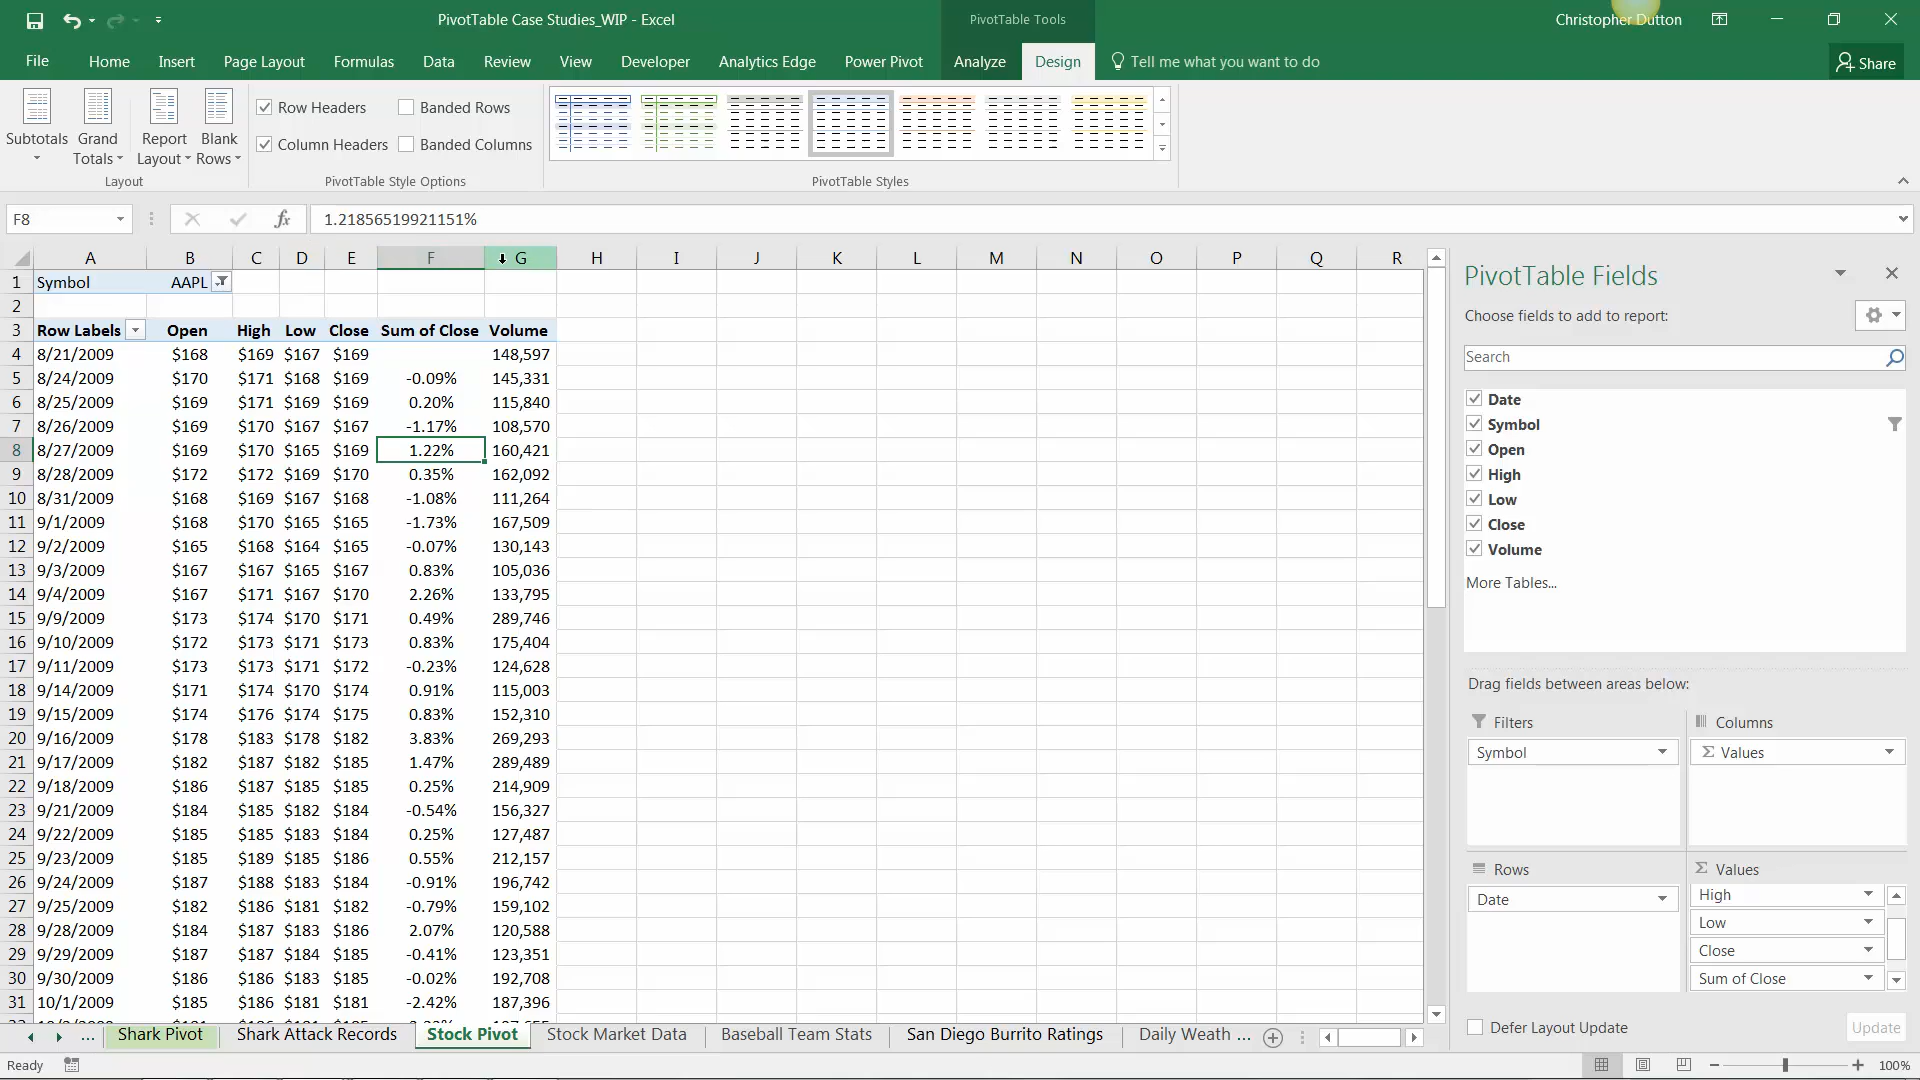 PivotTable Case Studies_WIP - Excel
PivotTable Tools
Christopher Dutton
File Home Insert Page Layout Formulas Data Review View Developer Analytics Edge Power Pivot Analyze Design Tell me what you want to do Share
Subtotals
Grand Totals
Report Layout
Blank Rows
Layout
Row Headers Banded Rows
Column Headers Banded Columns
PivotTable Style Options
PivotTable Styles
F8 fx 1.21856519921151%
A B C D E F G H I J K L M N O P Q R
1 Symbol AAPL
2
3 Row Labels Open High Low Close Sum of Close Volume
4 8/21/2009 $168 $169 $167 $169 148,597
5 8/24/2009 $170 $171 $168 $169 -0.09% 145,331
6 8/25/2009 $169 $171 $169 $169 0.20% 115,840
7 8/26/2009 $169 $170 $167 $167 -1.17% 108,570
8 8/27/2009 $169 $170 $165 $169 1.22% 160,421
9 8/28/2009 $172 $172 $169 $170 0.35% 162,092
10 8/31/2009 $168 $169 $167 $168 -1.08% 111,264
11 9/1/2009 $168 $170 $165 $165 -1.73% 167,509
12 9/2/2009 $165 $168 $164 $165 -0.07% 130,143
13 9/3/2009 $167 $167 $165 $167 0.83% 105,036
14 9/4/2009 $167 $171 $167 $170 2.26% 133,795
15 9/9/2009 $173 $174 $170 $171 0.49% 289,746
16 9/10/2009 $172 $173 $171 $173 0.83% 175,404
17 9/11/2009 $173 $173 $171 $172 -0.23% 124,628
18 9/14/2009 $171 $174 $170 $174 0.91% 115,003
19 9/15/2009 $174 $176 $174 $175 0.83% 152,310
20 9/16/2009 $178 $183 $178 $182 3.83% 269,293
21 9/17/2009 $182 $187 $182 $185 1.47% 289,489
22 9/18/2009 $186 $187 $185 $185 0.25% 214,909
23 9/21/2009 $184 $185 $182 $184 -0.54% 156,327
24 9/22/2009 $185 $185 $183 $184 0.25% 127,487
25 9/23/2009 $185 $189 $185 $186 0.55% 212,157
26 9/24/2009 $187 $188 $183 $184 -0.91% 196,742
27 9/25/2009 $182 $186 $181 $182 -0.79% 159,102
28 9/28/2009 $184 $187 $183 $186 2.07% 120,588
29 9/29/2009 $187 $187 $184 $185 -0.41% 123,351
30 9/30/2009 $186 $186 $183 $185 -0.02% 192,708
31 10/1/2009 $185 $186 $181 $181 -2.42% 187,396
PivotTable Fields
Choose fields to add to report:
Search
Date
Symbol
Open
High
Low
Close
Volume
More Tables...
Drag fields between areas below:
Filters
Symbol
Columns
Σ Values
Rows
Date
Σ Values
High
Low
Close
Sum of Close
Defer Layout Update Update
... Shark Pivot Shark Attack Records Stock Pivot Stock Market Data Baseball Team Stats San Diego Burrito Ratings Daily Weath ...
Ready 100%